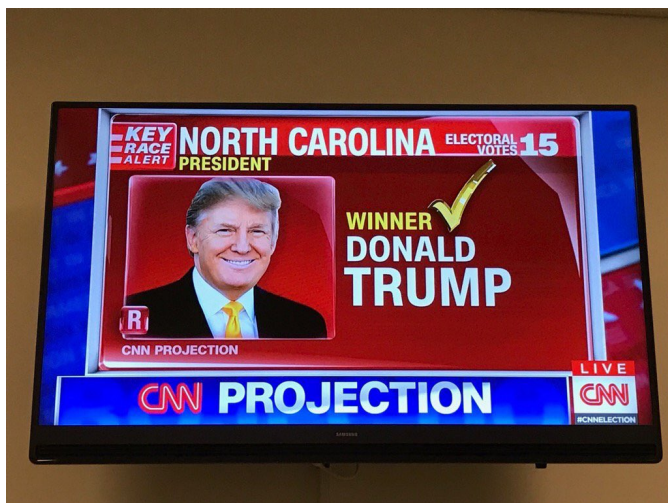 KEY
RACE
ALERT
NORTH CAROLINA
ELECTORAL
VOTES 15
PRESIDENT
WINNER
DONALD
TRUMP
R
CNN PROJECTION
LIVE
CNN PROJECTION
CNN
#CNNELECTION
SAMSUNG